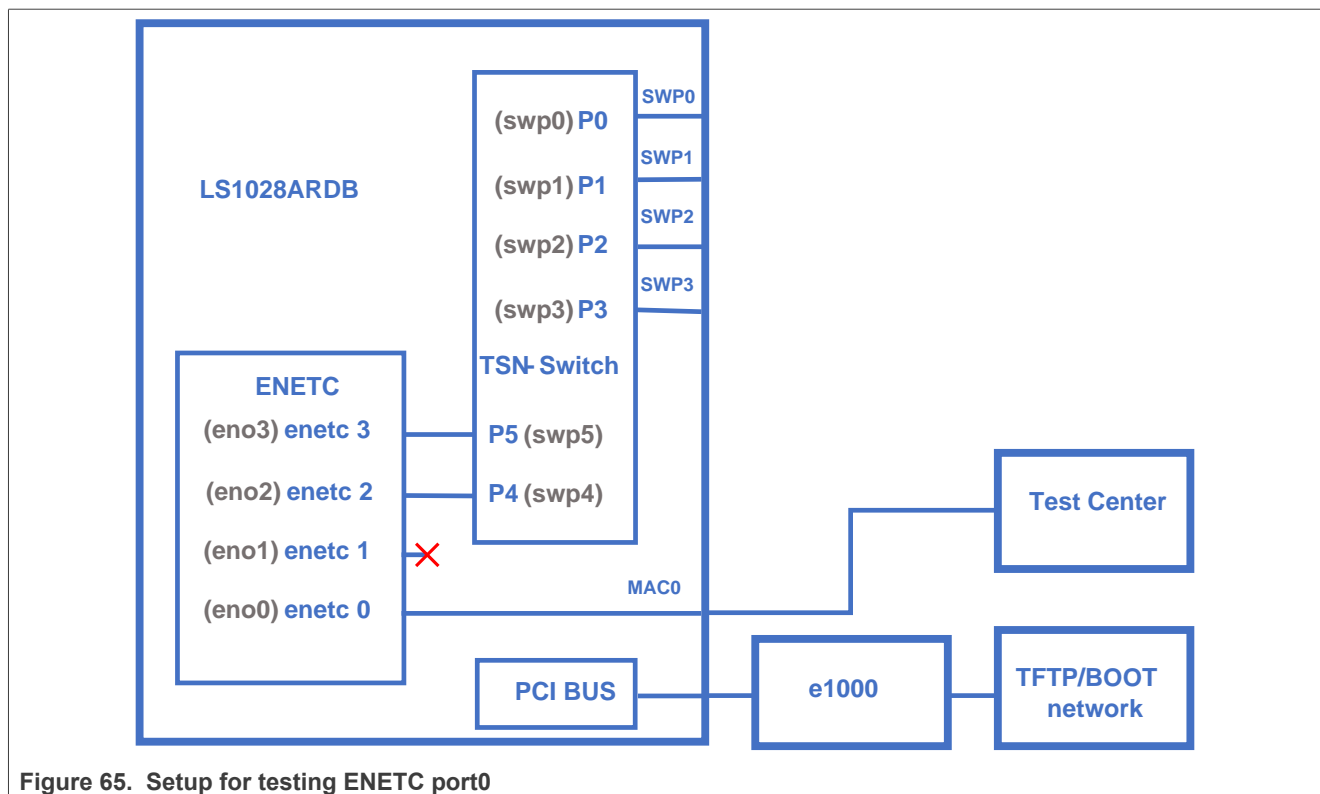 SWP0
(swp0) P0
SWP1
LS1028ARDB
(swp1) P1
SWP2
(swp2) P2
SWP3
(swp3) P3
TSN- Switch
ENETC
(eno3) enetc 3
P5 (swp5)
(eno2) enetc 2
P4 (swp4)
Test Center
(eno1) enetc 1
MAC0
(eno0) enetc 0
PCI BUS
e1000
TFTP/BOOT
network
Figure 65. Setup for testing ENETC port0